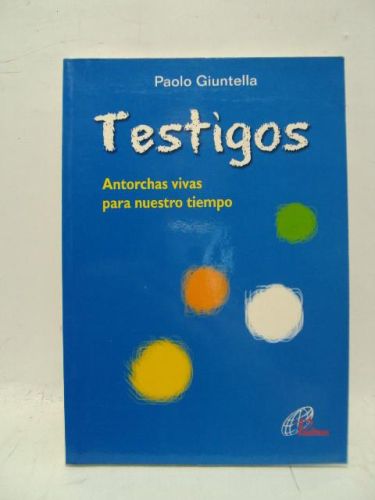 Paolo Giuntella
Testigos
Antorchas vivas
para nuestro tiempo